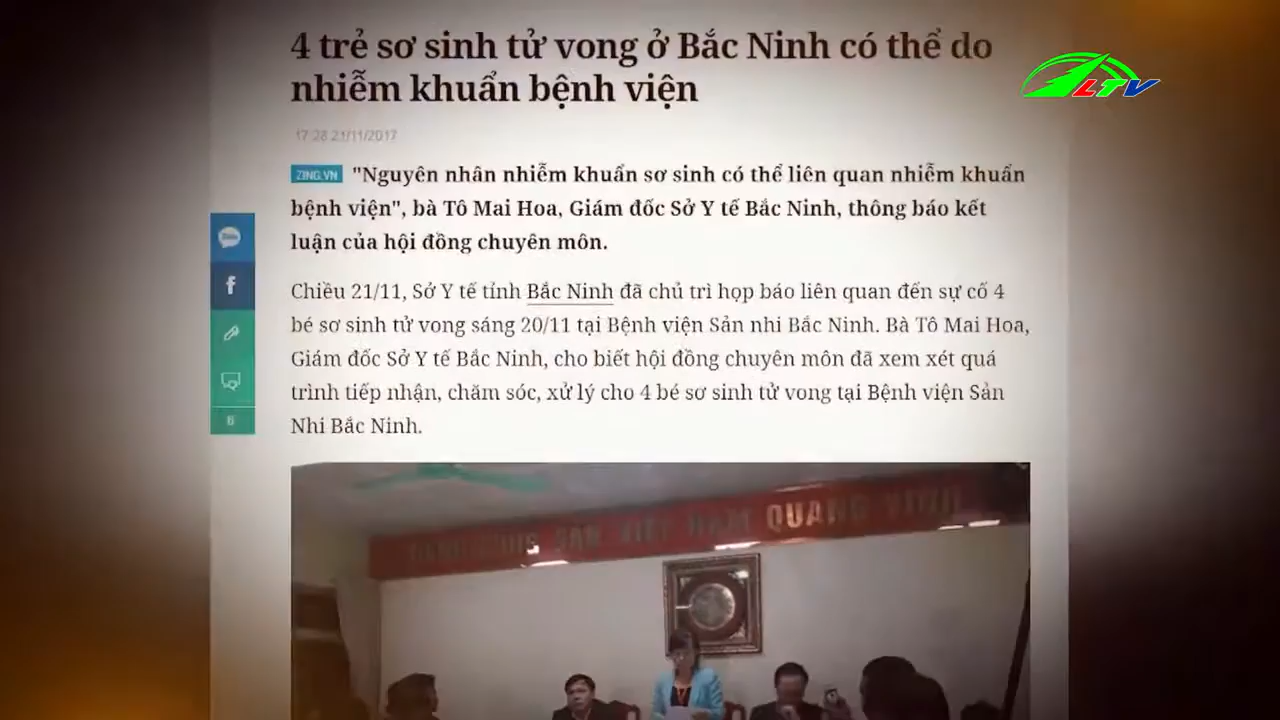 4 trẻ sơ sinh tử vong ở Bắc Ninh có thể do
nhiễm khuẩn bệnh viện
LTV
17:28 21/11/2017
ZING.VN "Nguyên nhân nhiễm khuẩn sơ sinh có thể liên quan nhiễm khuẩn
bệnh viện", bà Tô Mai Hoa, Giám đốc Sở Y tế Bắc Ninh, thông báo kết
luận của hội đồng chuyên môn.
Chiều 21/11, Sở Y tế tỉnh Bắc Ninh đã chủ trì họp báo liên quan đến sự cố 4
bé sơ sinh tử vong sáng 20/11 tại Bệnh viện Sản nhi Bắc Ninh. Bà Tô Mai Hoa,
Giám đốc Sở Y tế Bắc Ninh, cho biết hội đồng chuyên môn đã xem xét quá
trình tiếp nhận, chăm sóc, xử lý cho 4 bé sơ sinh tử vong tại Bệnh viện Sản
Nhi Bắc Ninh.
6
SẢN VIỆT NAM QUANG VINH